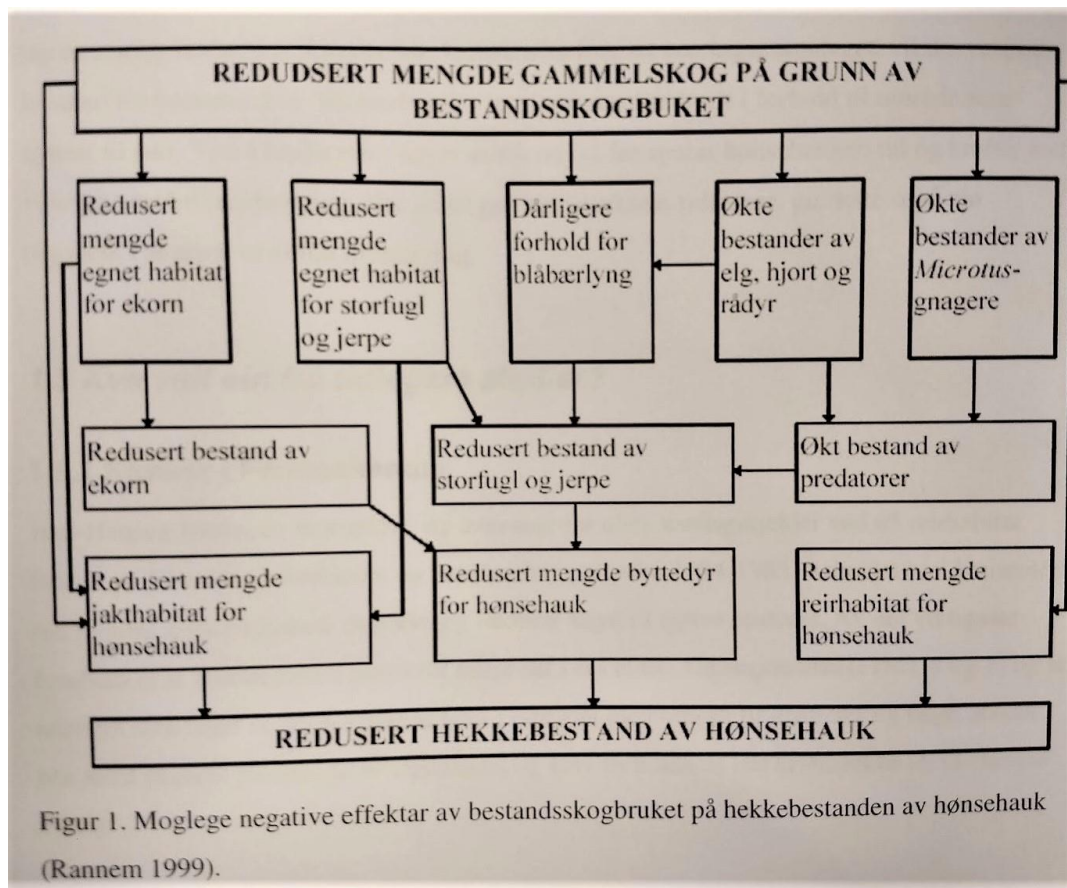 REDUDSERT MENGDE GAMMELSKOG PÅ GRUNN AV
BESTANDSSKOGBUKET
Redusert
mengde
egnet habitat
for ekorn
Redusert
mengde
egnet habitat
for storfugl
og jerpe
Dårligere
forhold for
blåbærlyng
Økte
bestander av
elg, hjort og
rådyr
Økte
bestander av
Microtus-
gnagere
Redusert bestand av
ekorn
Redusert bestand av
storfugl og jerpe
Økt bestand av
predatorer
Redusert mengde
jakthabitat for
hønsehauk
Redusert mengde byttedyr
for hønsehauk
Redusert mengde
reirhabitat for
hønsehauk
REDUSERT HEKKEBESTAND AV HØNSEHAUK
Figur 1. Moglege negative effektar av bestandsskogbruket på hekkebestanden av hønsehauk
(Rannem 1999).